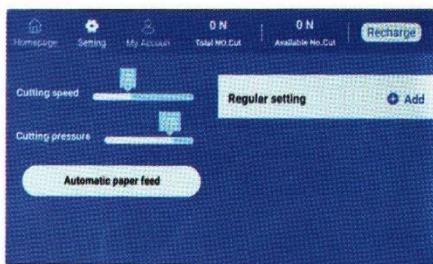 0 N
0 N
Homepage
Setting
My Accoun
Total NO.Cut
Available No.Cut
Recharge
Cutting speed
Regular setting
Add
Cutting pressure
Automatic paper feed